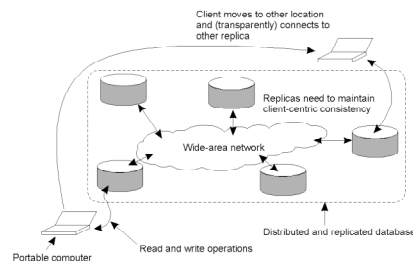 Client moves to other location
and (transparently) connects to
other replica
Replicas need to maintain
client-centric consistency
Wide-area network
Distributed and replicated database
Read and write operations
Portable computer